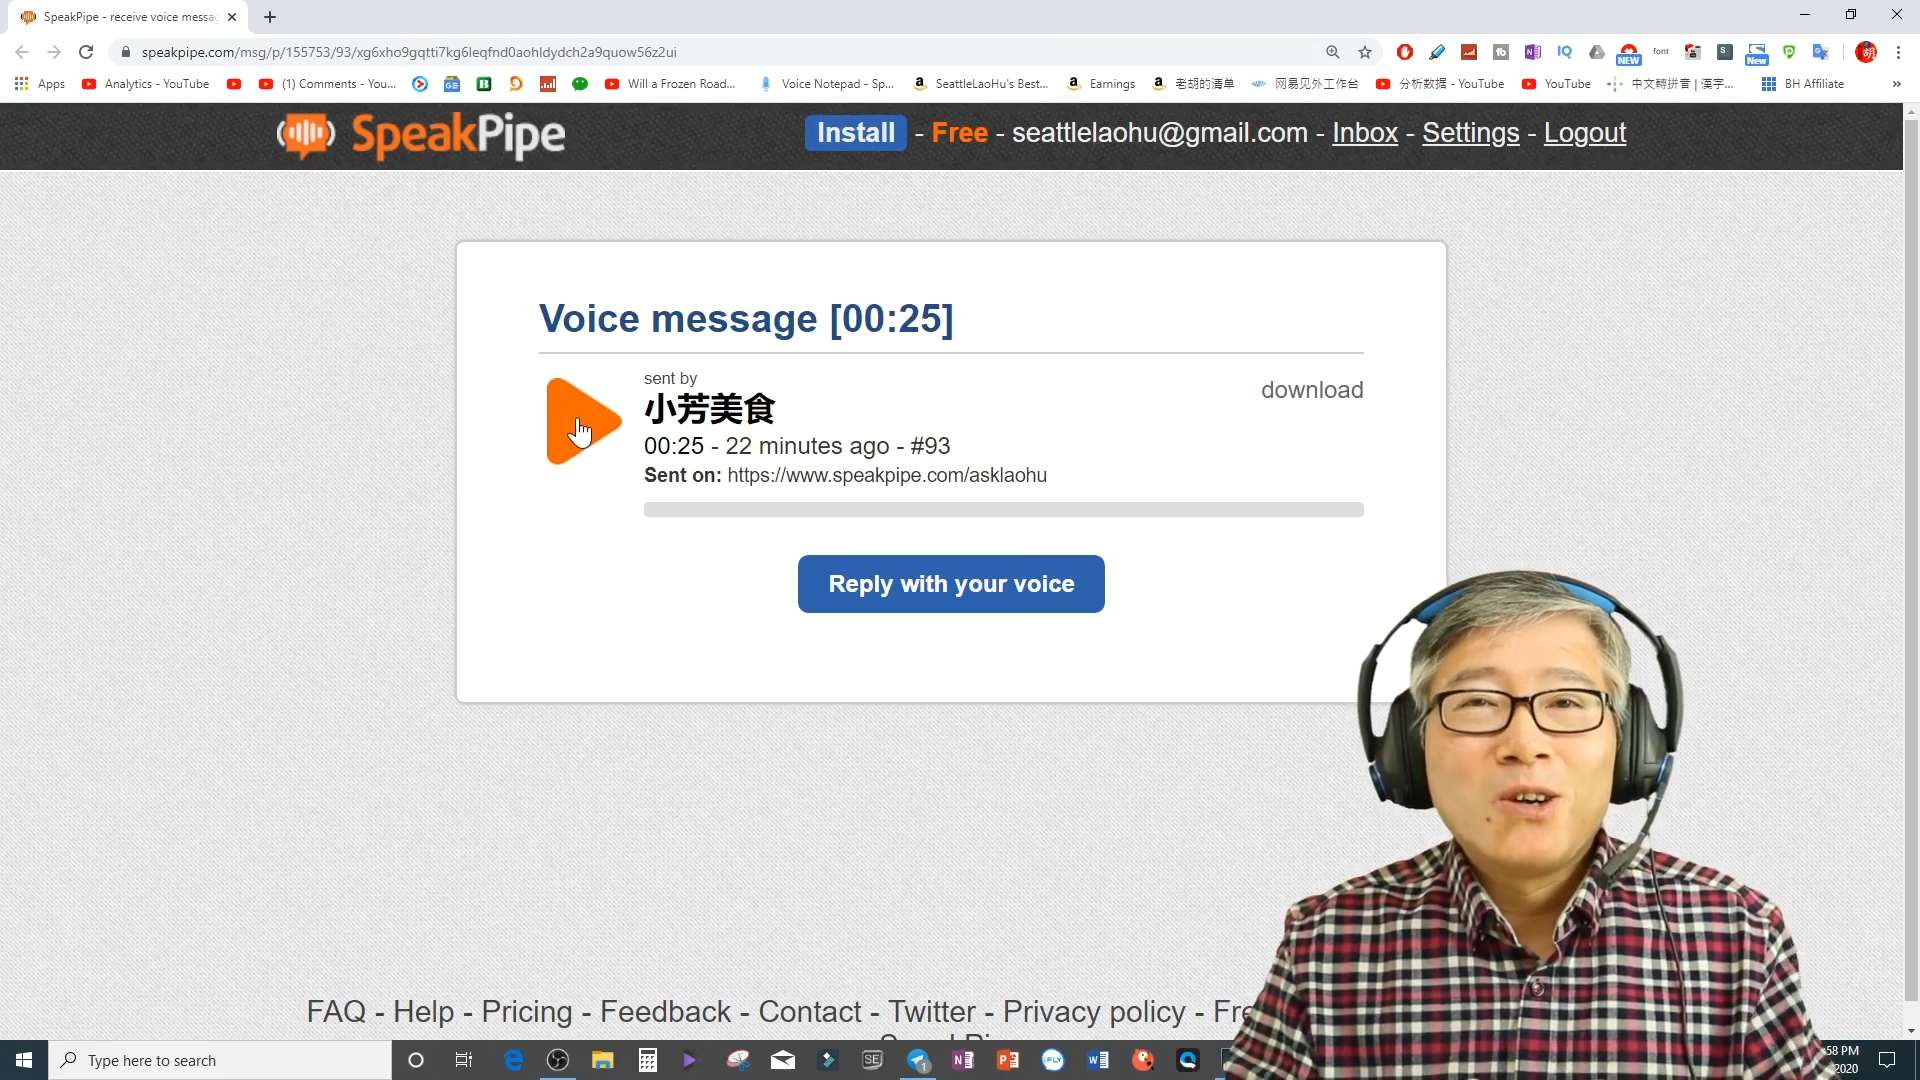 SpeakPipe - receive voice messa
speakpipe.com/msg/p/155753/93/xg6xho9gqtti7kg6leqfnd0aohldydch2a9quow56z2ui
Apps
Analytics - YouTube
(1) Comments - You...
Will a Frozen Road...
Voice Notepad - Sp...
SeattleLaoHu's Best...
Earnings
老胡的清单
网易见外工作台
分析数据 - YouTube
YouTube
中文轉拼音 | 漢字...
BH Affiliate
SpeakPipe
Install - Free - seattlelaohu@gmail.com - Inbox - Settings - Logout
Voice message [00:25]
sent by
小芳美食
download
00:25 - 22 minutes ago - #93
Sent on: https://www.speakpipe.com/asklaohu
Reply with your voice
FAQ - Help - Pricing - Feedback - Contact - Twitter - Privacy policy - Fre
Type here to search
:58 PM
2020